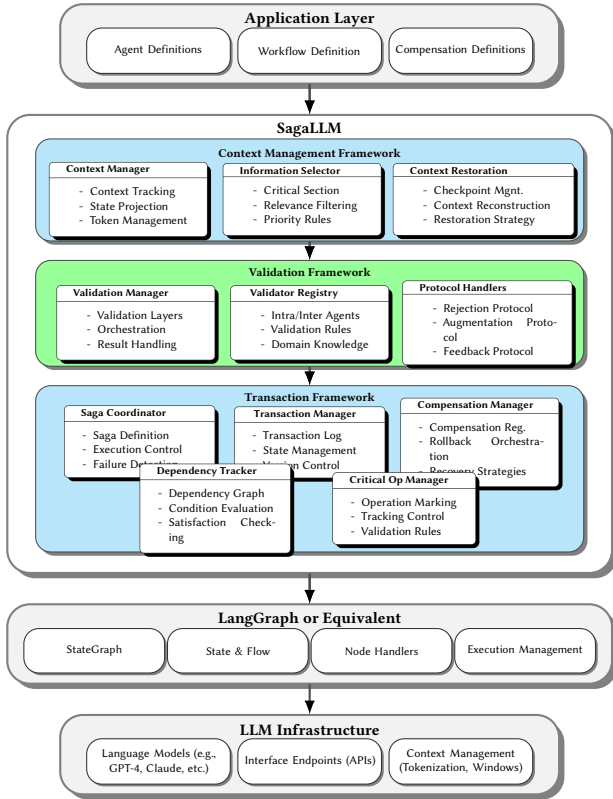 Application Layer
Agent Definitions
Workflow Definition
Compensation Definitions
SagaLLM
Context Management Framework
Context Manager
- Context Tracking
- State Projection
- Token Management
Information Selector
- Critical Section
- Relevance Filtering
- Priority Rules
Context Restoration
- Checkpoint Mgnt.
- Context Reconstruction
- Restoration Strategy
Validation Framework
Validation Manager
- Validation Layers
- Orchestration
- Result Handling
Validator Registry
- Intra/Inter Agents
- Validation Rules
- Domain Knowledge
Protocol Handlers
- Rejection Protocol
- Augmentation Proto-
col
- Feedback Protocol
Transaction Framework
Saga Coordinator
- Saga Definition
- Execution Control
- Failure Detection
Transaction Manager
- Transaction Log
- State Management
- Version Control
Compensation Manager
- Compensation Reg.
- Rollback Orchestra-
tion
- Recovery Strategies
Dependency Tracker
- Dependency Graph
- Condition Evaluation
- Satisfaction Check-
ing
Critical Op Manager
- Operation Marking
- Tracking Control
- Validation Rules
LangGraph or Equivalent
StateGraph
State & Flow
Node Handlers
Execution Management
LLM Infrastructure
Language Models (e.g.,
GPT-4, Claude, etc.)
Interface Endpoints (APIs)
Context Management
(Tokenization, Windows)